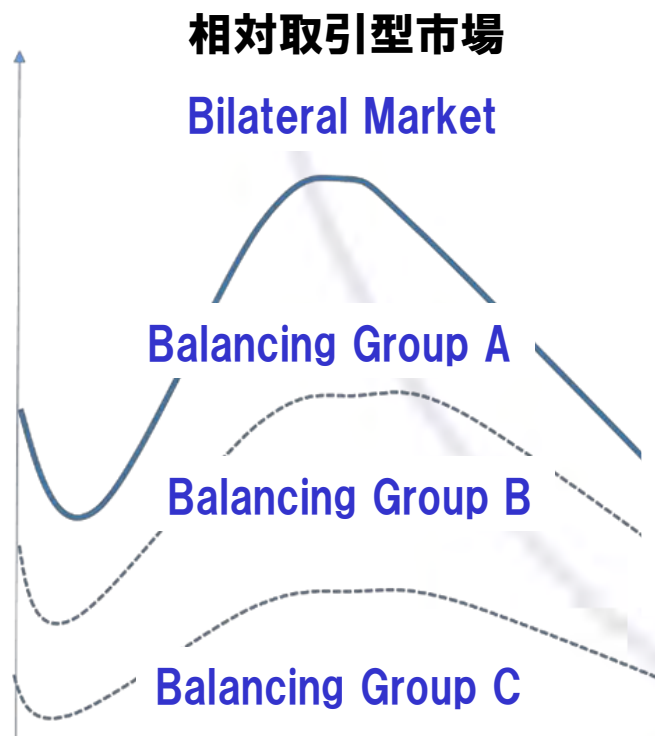 相対取引型市場
Bilateral Market
Balancing Group A
Balancing Group B
Balancing Group C